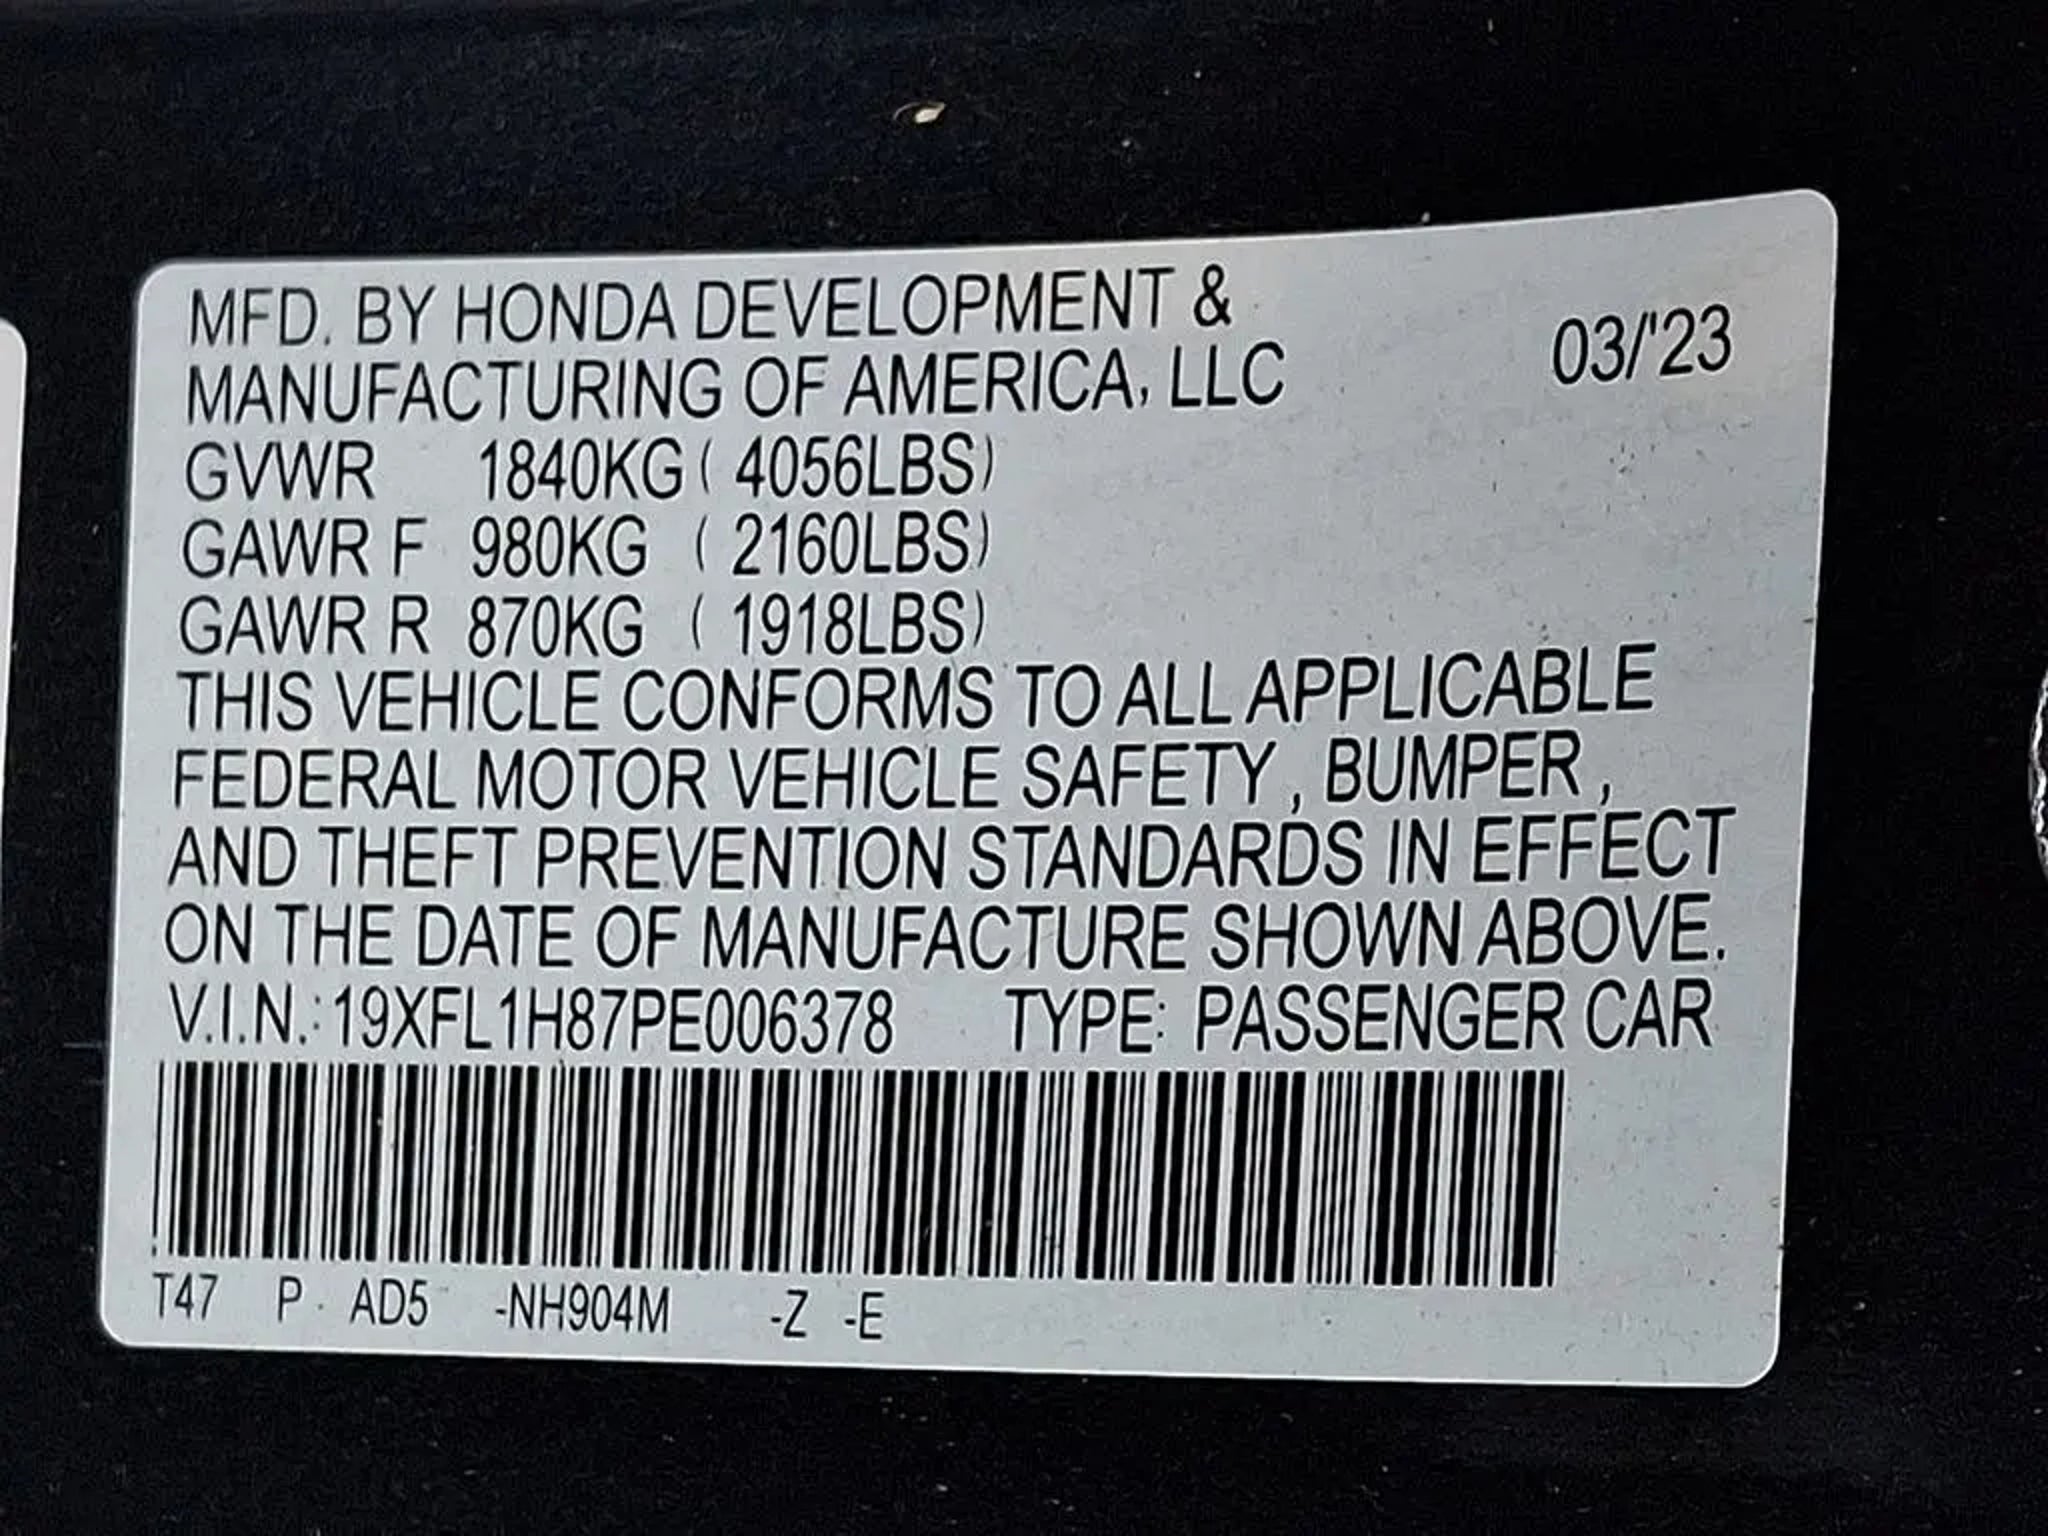 MFD. BY HONDA DEVELOPMENT &
MANUFACTURING OF AMERICA, LLC 03/'23
GVWR 1840KG ( 4056LBS)
GAWR F 980KG ( 2160LBS)
GAWR R 870KG ( 1918LBS)
THIS VEHICLE CONFORMS TO ALL APPLICABLE
FEDERAL MOTOR VEHICLE SAFETY , BUMPER ,
AND THEFT PREVENTION STANDARDS IN EFFECT
ON THE DATE OF MANUFACTURE SHOWN ABOVE.
V.I.N.: 19XFL1H87PE006378 TYPE: PASSENGER CAR
T47 P AD5 -NH904M -Z -E